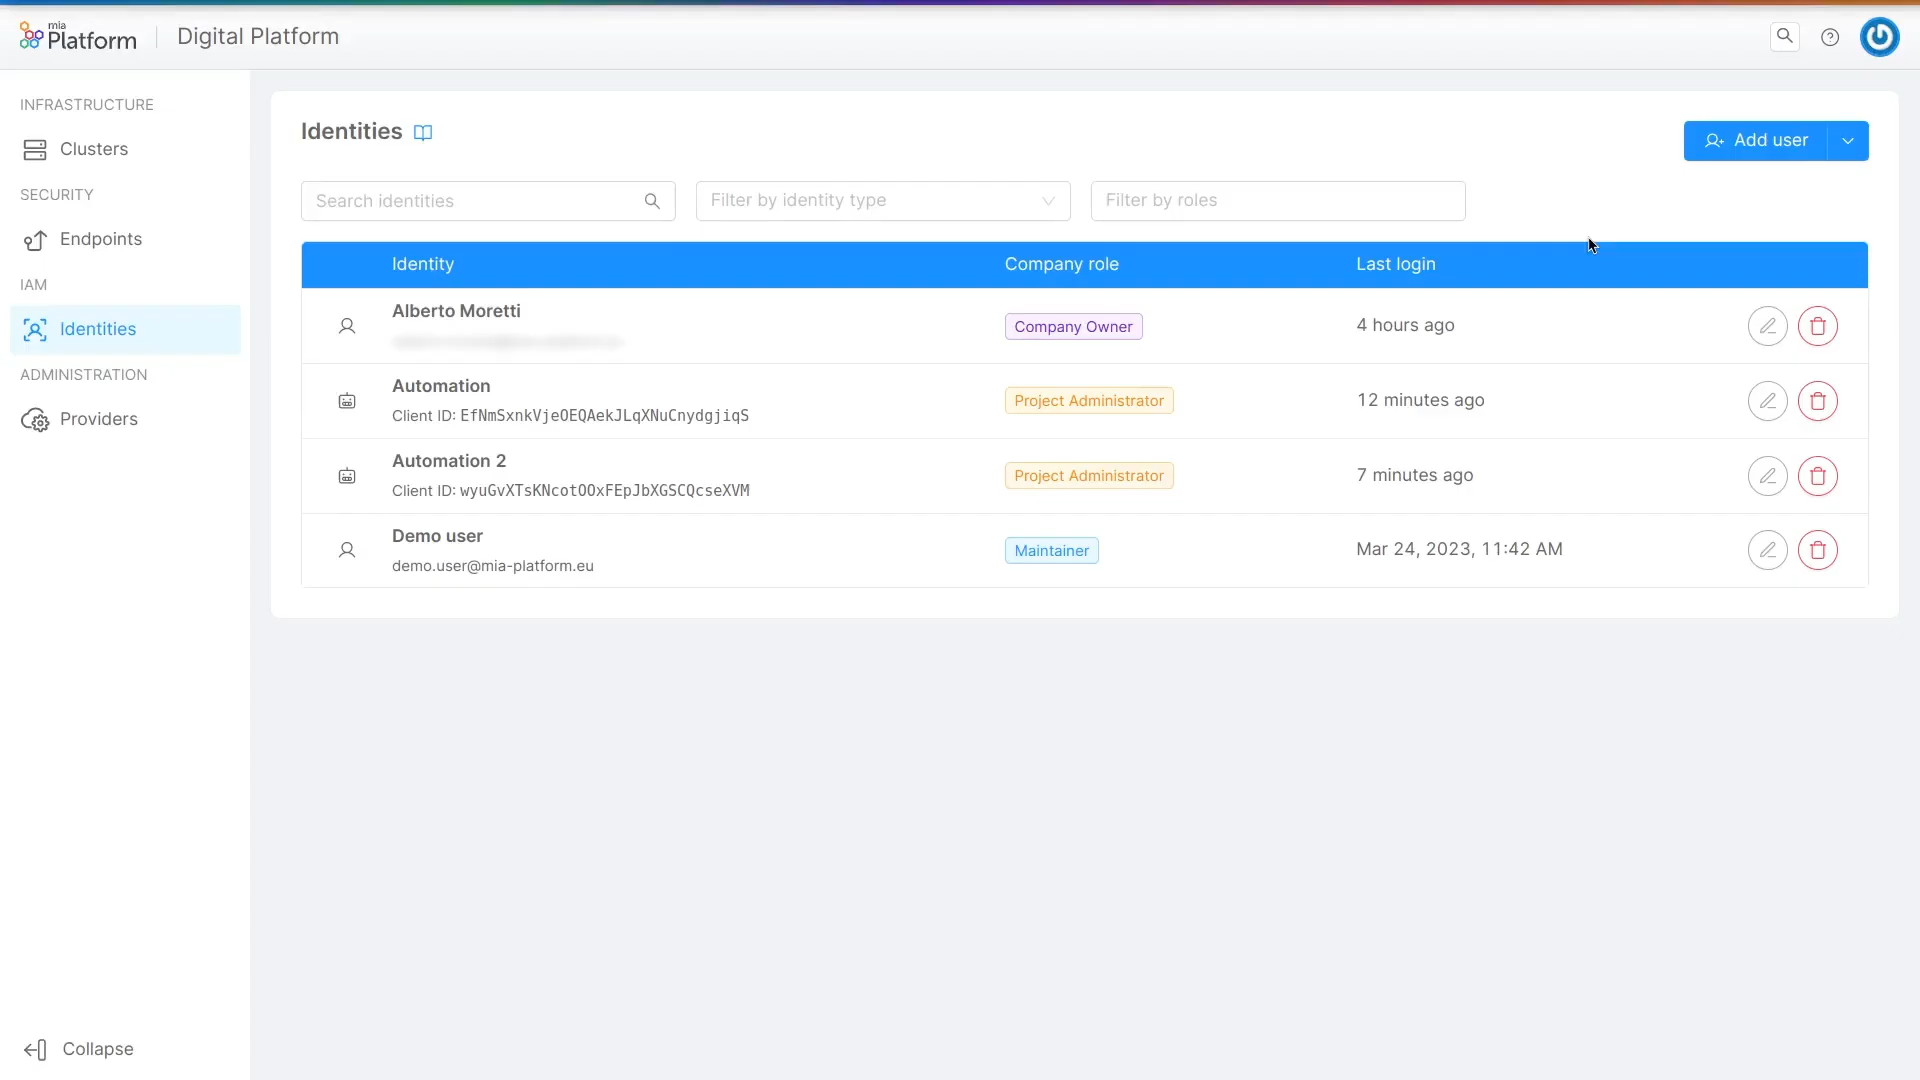 mia
Platform
Digital Platform
INFRASTRUCTURE
Clusters
SECURITY
Endpoints
IAM
Identities
ADMINISTRATION
Providers
Collapse
Identities
Add user
Search identities
Filter by identity type
Filter by roles
Identity Company role Last login
Alberto Moretti
Company Owner
4 hours ago
Automation
Client ID: EfNmSxnkVjeOEQAekJLqXNuCnydgjiqS
Project Administrator
12 minutes ago
Automation 2
Client ID: wyuGvXTsKNcotOOxFEpJbXGSCQcseXVM
Project Administrator
7 minutes ago
Demo user
demo.user@mia-platform.eu
Maintainer
Mar 24, 2023, 11:42 AM